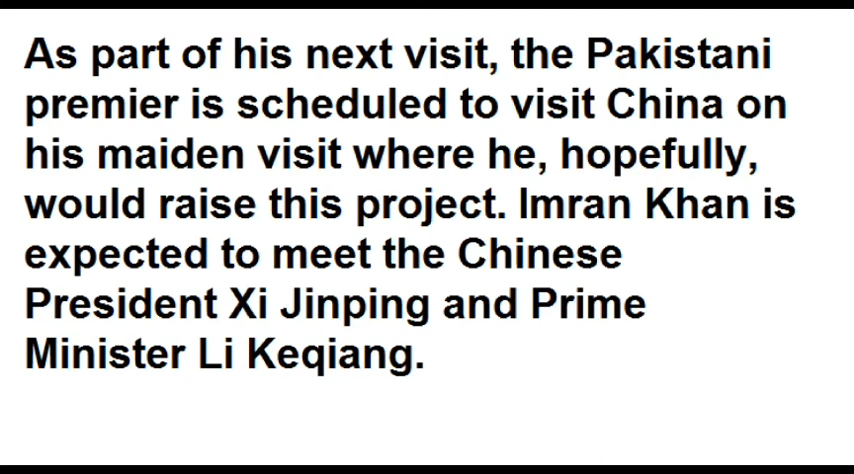 As part of his next visit, the Pakistani
premier is scheduled to visit China on
his maiden visit where he, hopefully,
would raise this project. Imran Khan is
expected to meet the Chinese
President Xi Jinping and Prime
Minister Li Keqiang.